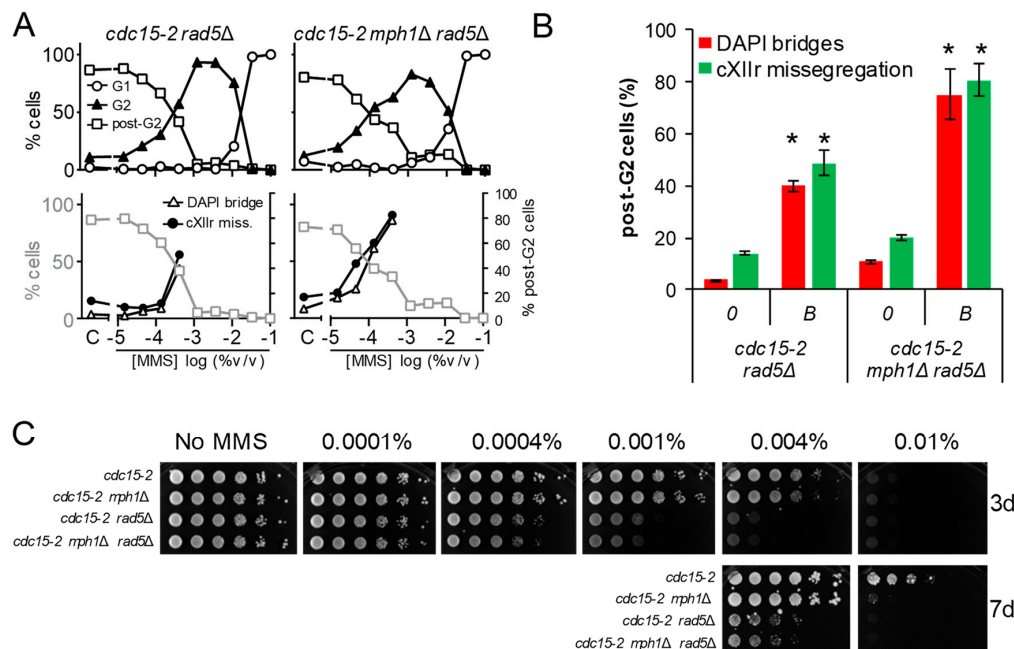 A
cdc15-2 rad5Δ
cdc15-2 mph1Δ rad5Δ
100
50
0
% cells
G1
G2
post-G2
100
50
0
% cells
DAPI bridge
cXIIr miss.
100
80
60
40
20
0
% post-G2 cells
C -5 -4 -3 -2 -1
C -5 -4 -3 -2 -1
[MMS] log (%v/v)
[MMS] log (%v/v)
B
DAPI bridges
cXIIr missegregation
100
80
60
40
20
0
post-G2 cells (%)
* * * *
0 B 0 B
cdc15-2
rad5Δ
cdc15-2
mph1Δ rad5Δ
C
No MMS 0.0001% 0.0004% 0.001% 0.004% 0.01%
cdc15-2
cdc15-2 mph1Δ
cdc15-2 rad5Δ
cdc15-2 mph1Δ rad5Δ
3d
cdc15-2
cdc15-2 mph1Δ
cdc15-2 rad5Δ
cdc15-2 mph1Δ rad5Δ
7d